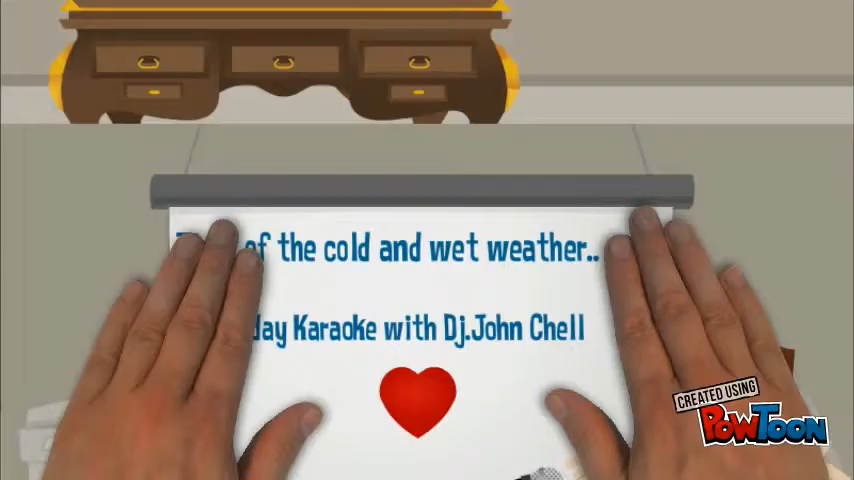 of the cold and wet weather..
day Karaoke with Dj.John Chell
CREATED USING
PowToon